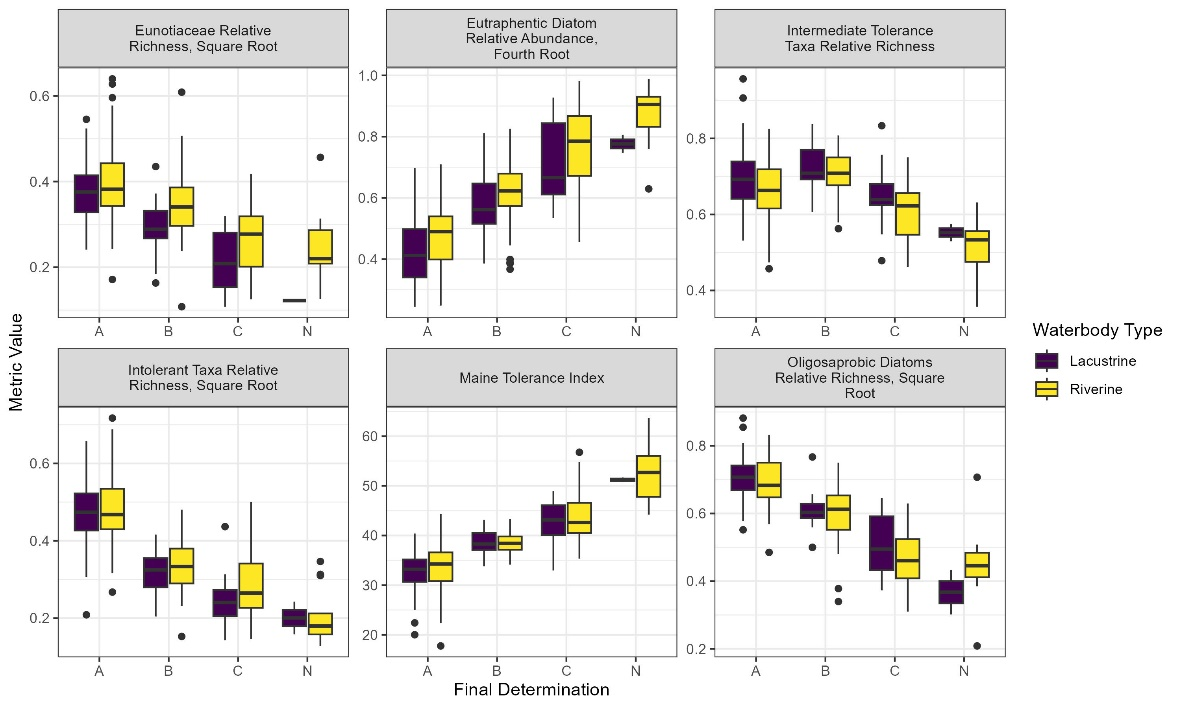 Eunotiaceae Relative
Richness, Square Root
Eutraphentic Diatom
Relative Abundance,
Fourth Root
Intermediate Tolerance
Taxa Relative Richness
0.6
0.4
0.2
1.0
0.8
0.6
0.4
0.8
0.6
0.4
A B C N
A B C N
A B C N
Metric Value
Intolerant Taxa Relative
Richness, Square Root
Maine Tolerance Index
Oligosaprobic Diatoms
Relative Richness, Square
Root
0.6
0.4
0.2
60
50
40
30
20
0.8
0.6
0.4
0.2
A B C N
A B C N
A B C N
Final Determination
Waterbody Type
Lacustrine
Riverine